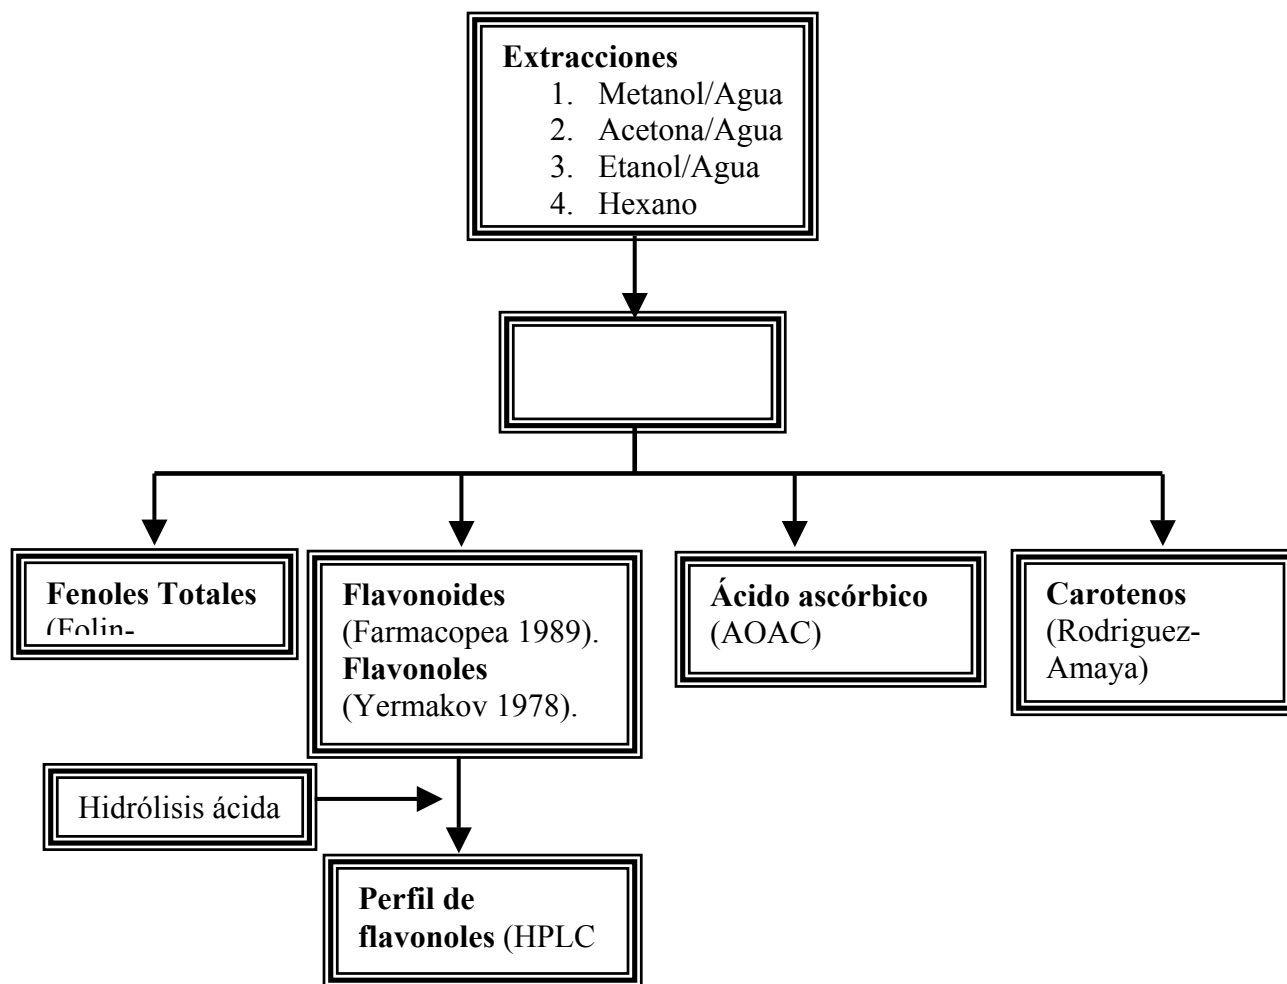 Extracciones
1. Metanol/Agua
2. Acetona/Agua
3. Etanol/Agua
4. Hexano
Fenoles Totales
(Folin-
Flavonoides
(Farmacopea 1989).
Flavonoles
(Yermakov 1978).
Ácido ascórbico
(AOAC)
Carotenos
(Rodriguez-
Amaya)
Hidrólisis ácida
Perfil de
flavonoles (HPLC